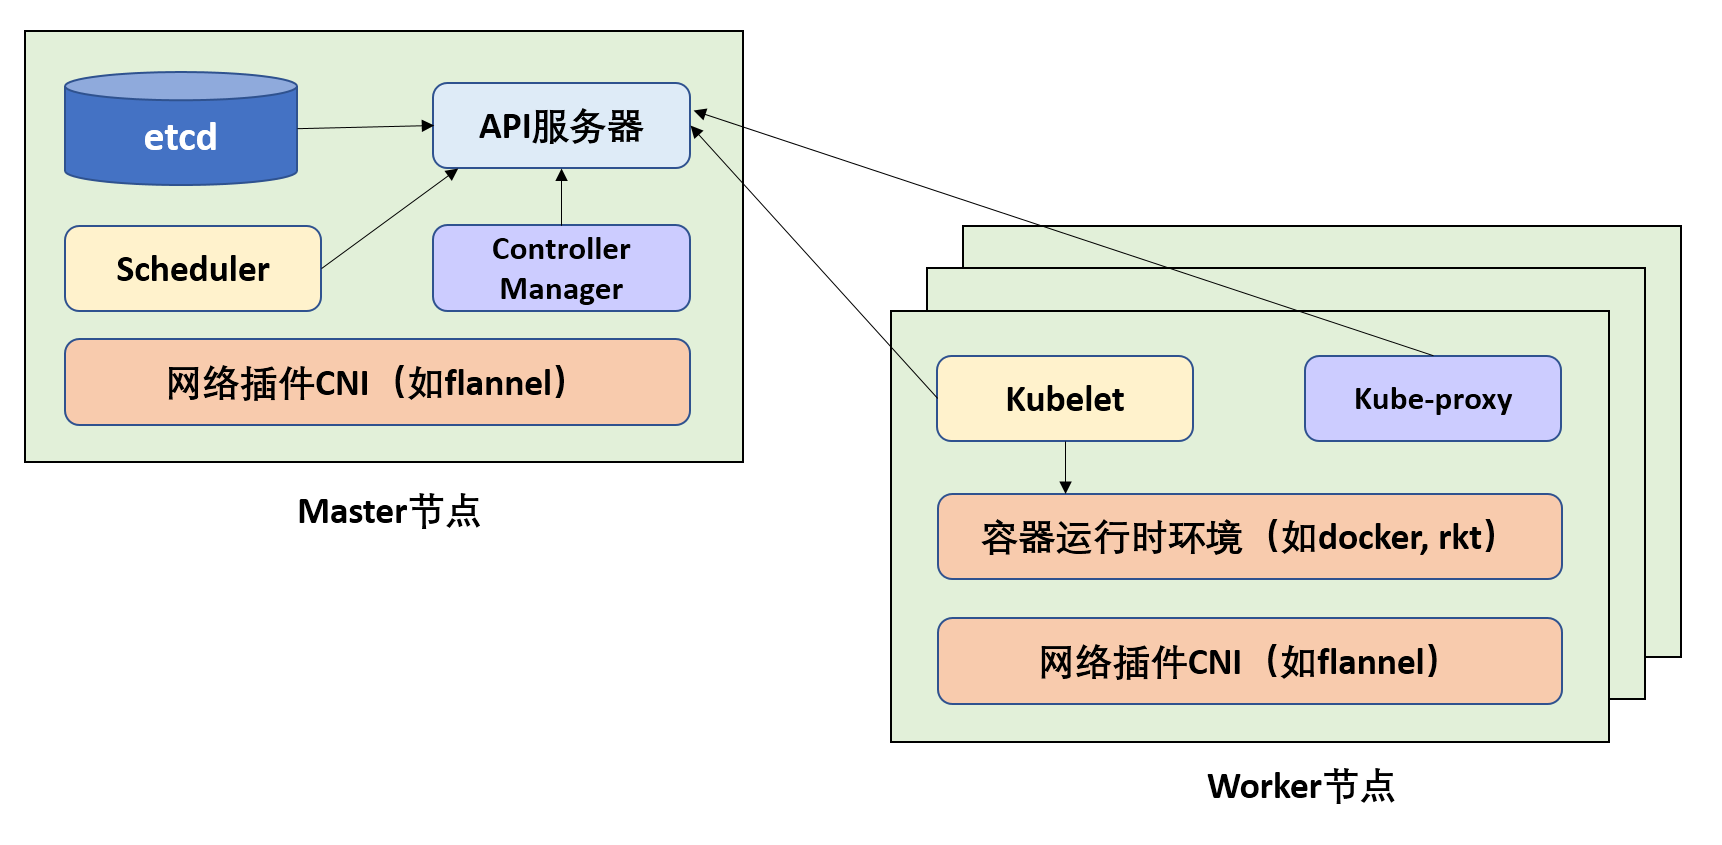 etcd
API服务器
Scheduler
Controller
Manager
网络插件CNI（如flannel）
Master节点
Kubelet
Kube-proxy
容器运行时环境（如docker, rkt）
网络插件CNI（如flannel）
Worker节点